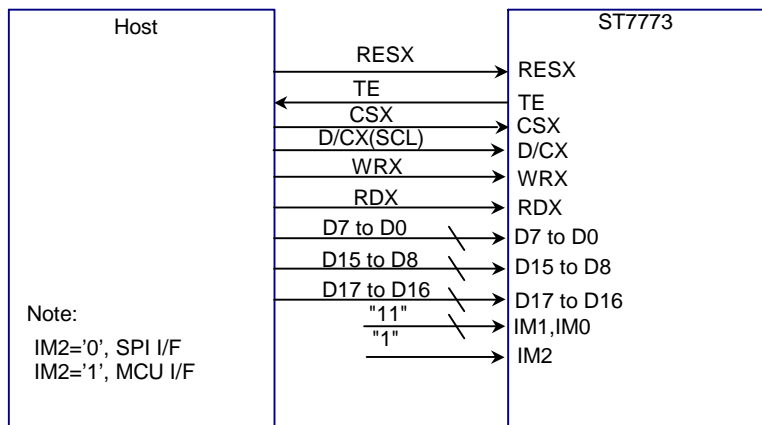 Host
ST7773
RESX
RESX
TE
TE
CSX
CSX
D/CX(SCL)
D/CX
WRX
WRX
RDX
RDX
D7 to D0
D7 to D0
D15 to D8
D15 to D8
D17 to D16
D17 to D16
"11"
IM1,IM0
"1"
IM2
Note:
IM2='0', SPI I/F
IM2='1', MCU I/F